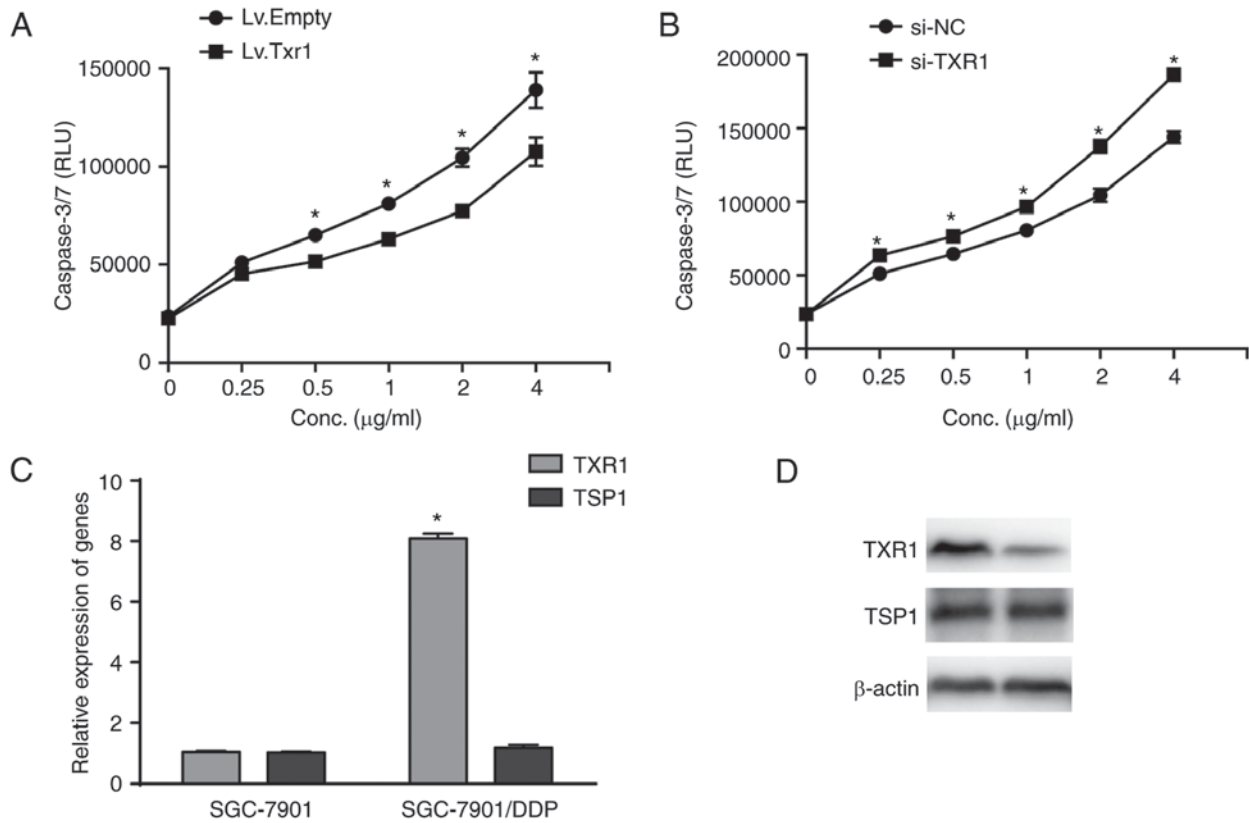 A
Lv.Empty
Lv.Txr1
150000
100000
50000
0
Caspase-3/7 (RLU)
*
*
*
*
0 0.25 0.5 1 2 4
Conc. (μg/ml)
B
si-NC
si-TXR1
200000
150000
100000
50000
0
Caspase-3/7 (RLU)
*
*
*
*
*
0 0.25 0.5 1 2 4
Conc. (μg/ml)
C
TXR1
TSP1
10
8
6
4
2
0
Relative expression of genes
*
SGC-7901 SGC-7901/DDP
D
TXR1
TSP1
β-actin